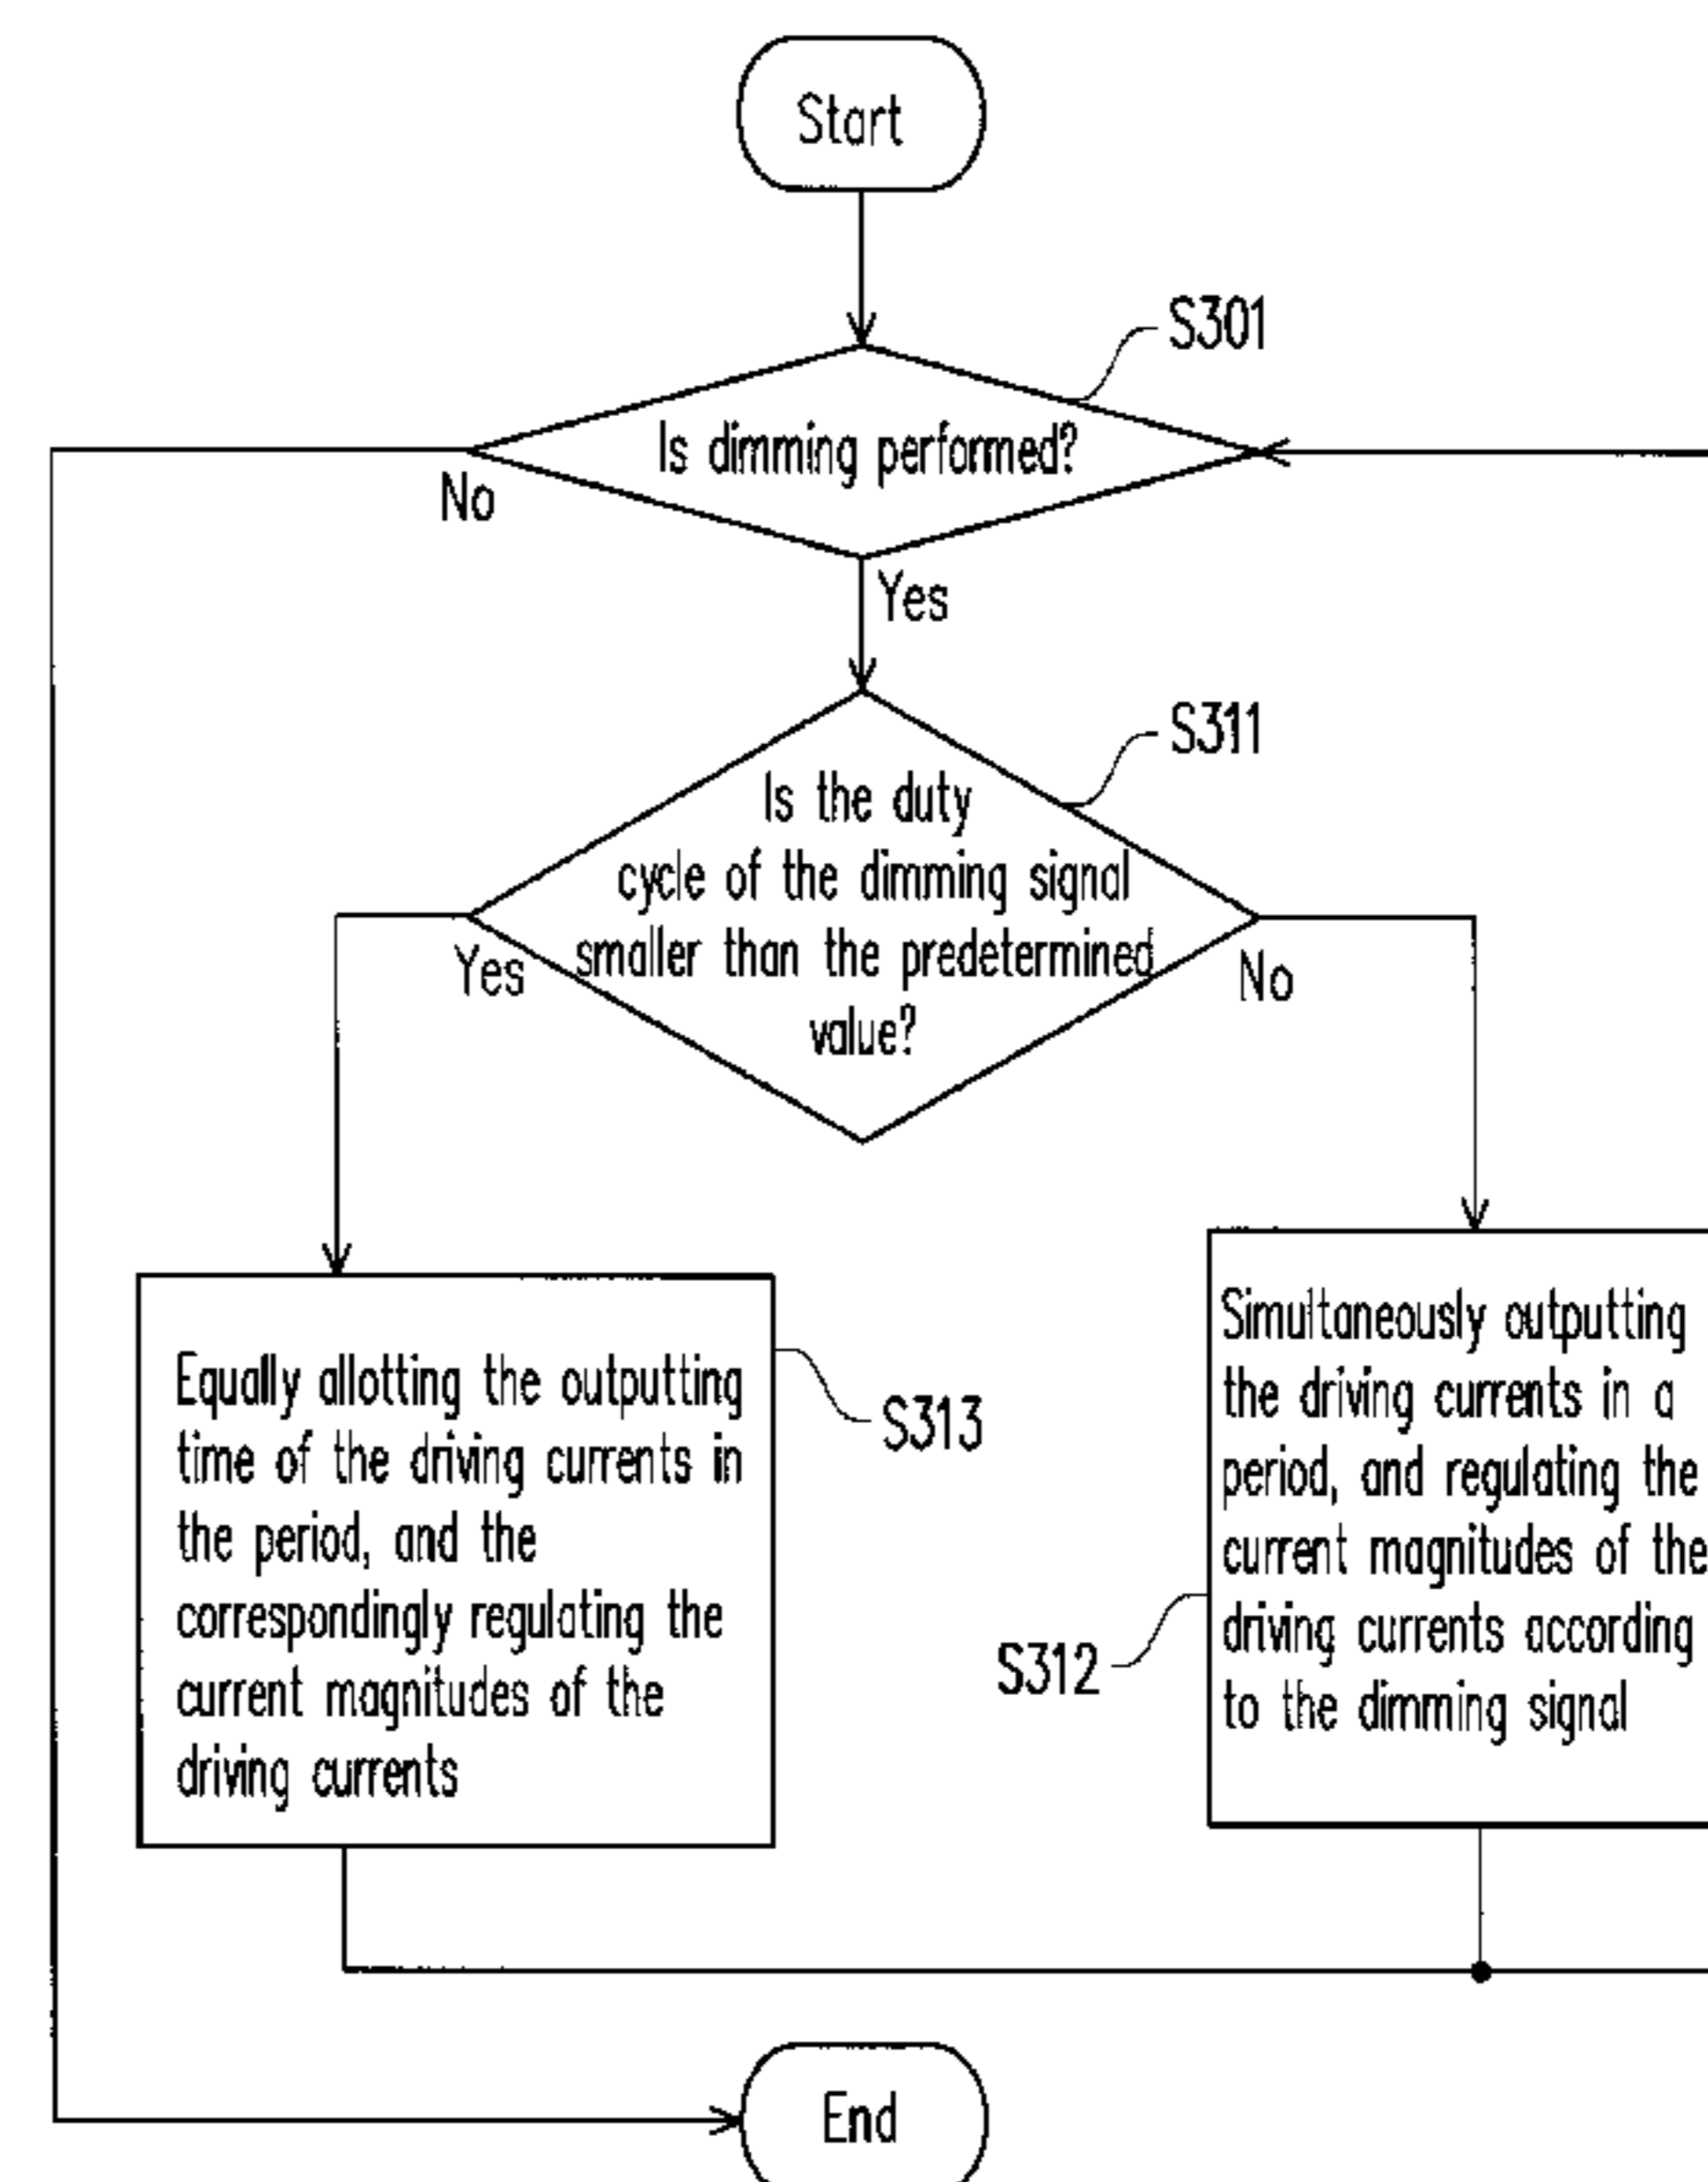 Start
S301
Is dimming performed?
No
Yes
S311
Is the duty
cycle of the dimming signal
smaller than the predetermined
value?
Yes
No
Equally allotting the outputting
time of the driving currents in
the period, and the
correspondingly regulating the
current magnitudes of the
driving currents
S313
Simultaneously outputting
the driving currents in a
period, and regulating the
current magnitudes of the
driving currents according
to the dimming signal
S312
End